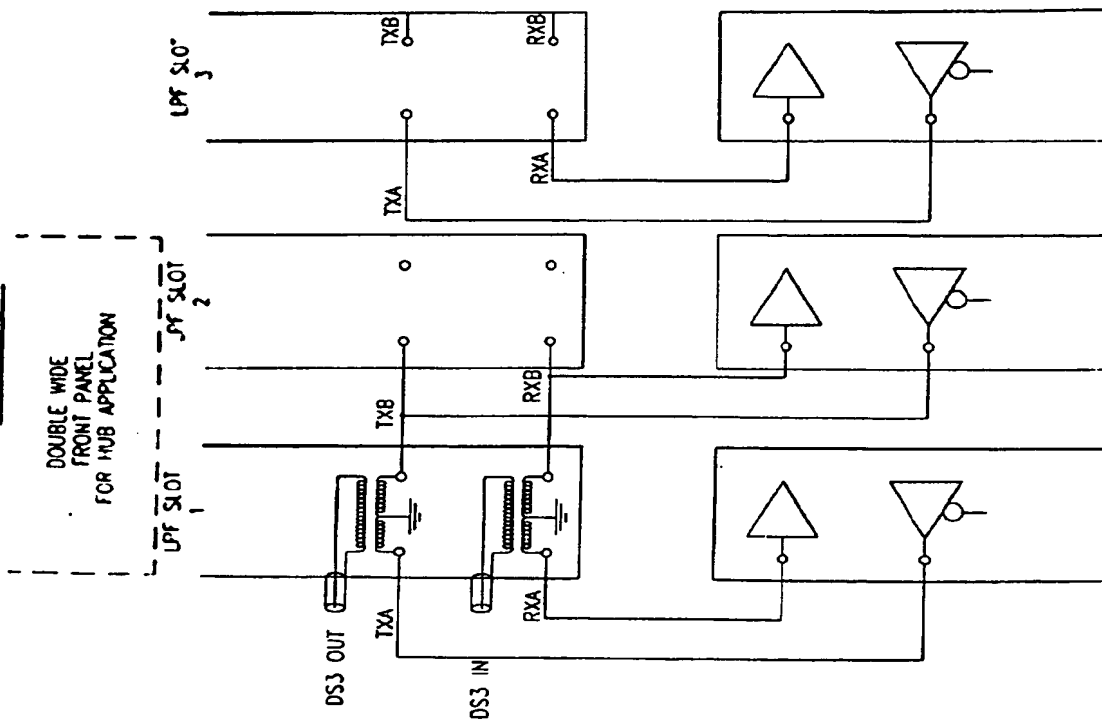 DOUBLE WIDE
FRONT PANEL
FOR HUB APPLICATION
LPF SLOT
1
LPF SLOT
2
LPF SLOT
3
DS3 OUT
TXA
TXB
TXA
TXB
DS3 IN
RXA
RXB
RXA
RXB